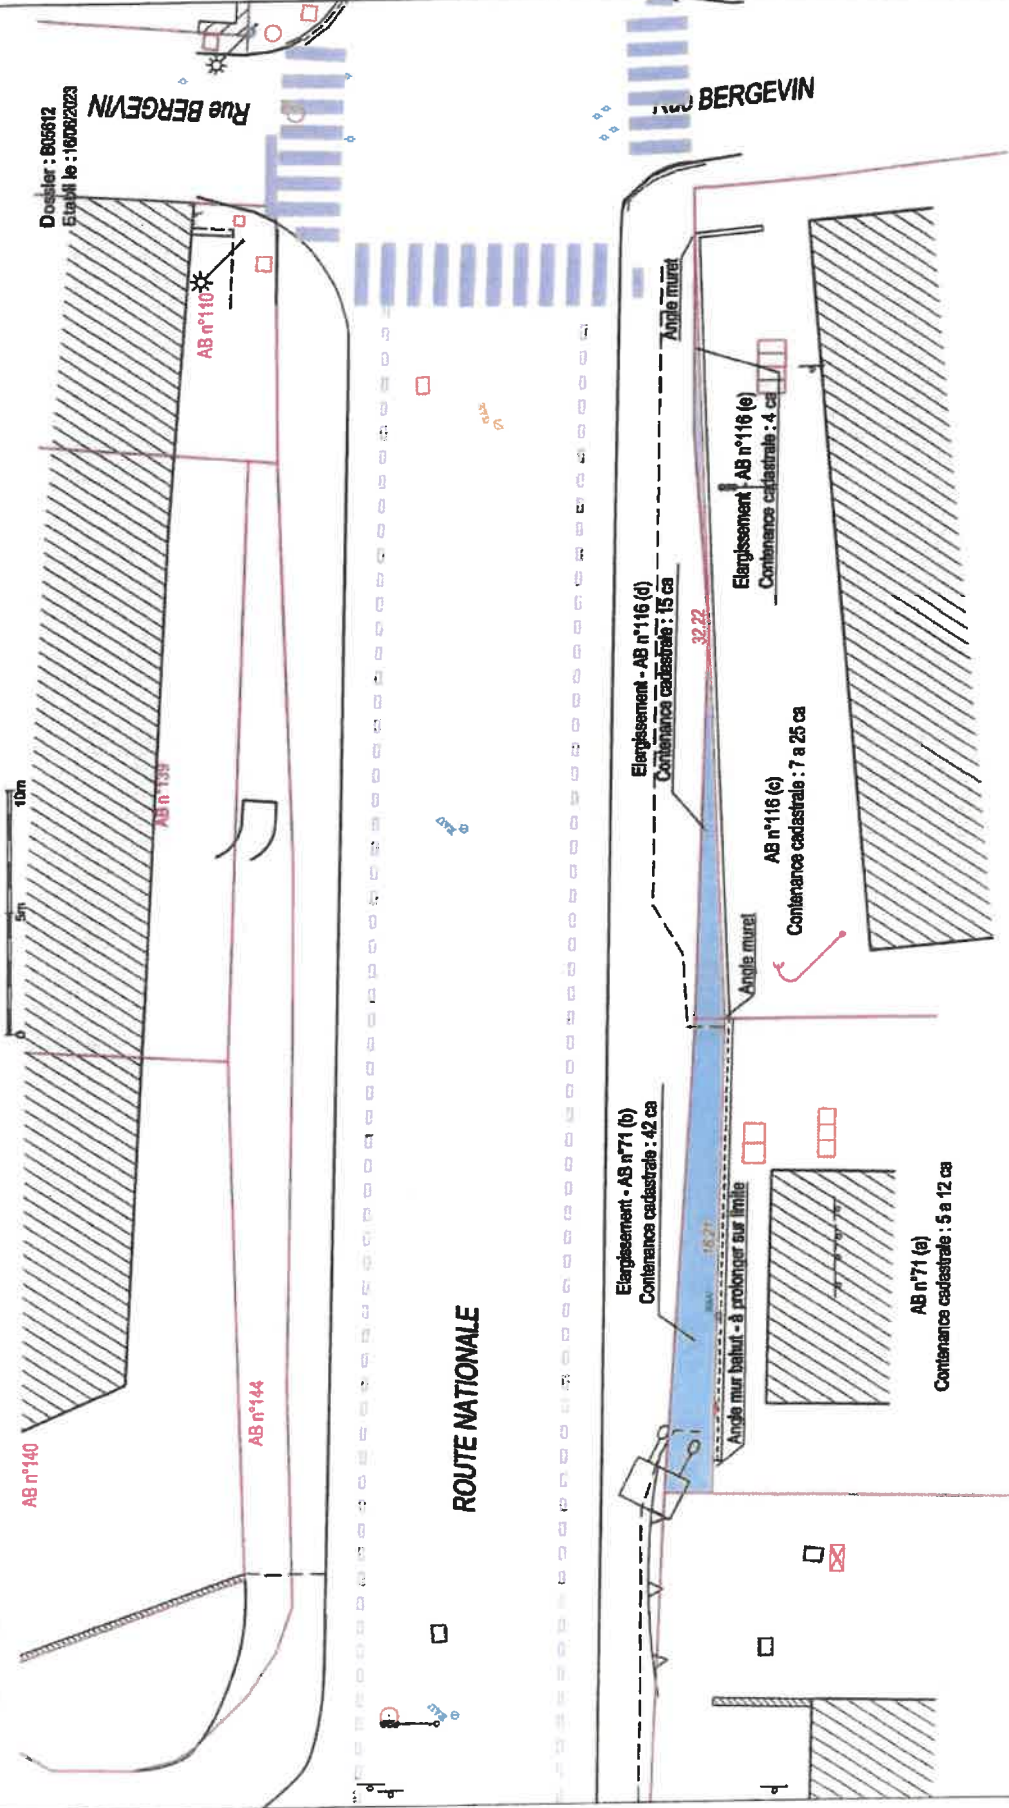 Dossier : B05612
Etabli le : 16/08/2023
Rue BERGEVIN
Rue BERGEVIN
AB n°110
AB n°139
AB n°140
AB n°144
0
5m
10m
ROUTE NATIONALE
Angle muret
Elargissement - AB n°116 (e)
Contenance cadastrale : 4 ca
Elargissement - AB n°116 (d)
Contenance cadastrale : 15 ca
32.22
AB n°116 (c)
Contenance cadastrale : 7 a 25 ca
Angle muret
Elargissement - AB n°71 (b)
Contenance cadastrale : 42 ca
Angle mur bahut - à prolonger sur limite
AB n°71 (a)
Contenance cadastrale : 5 a 12 ca